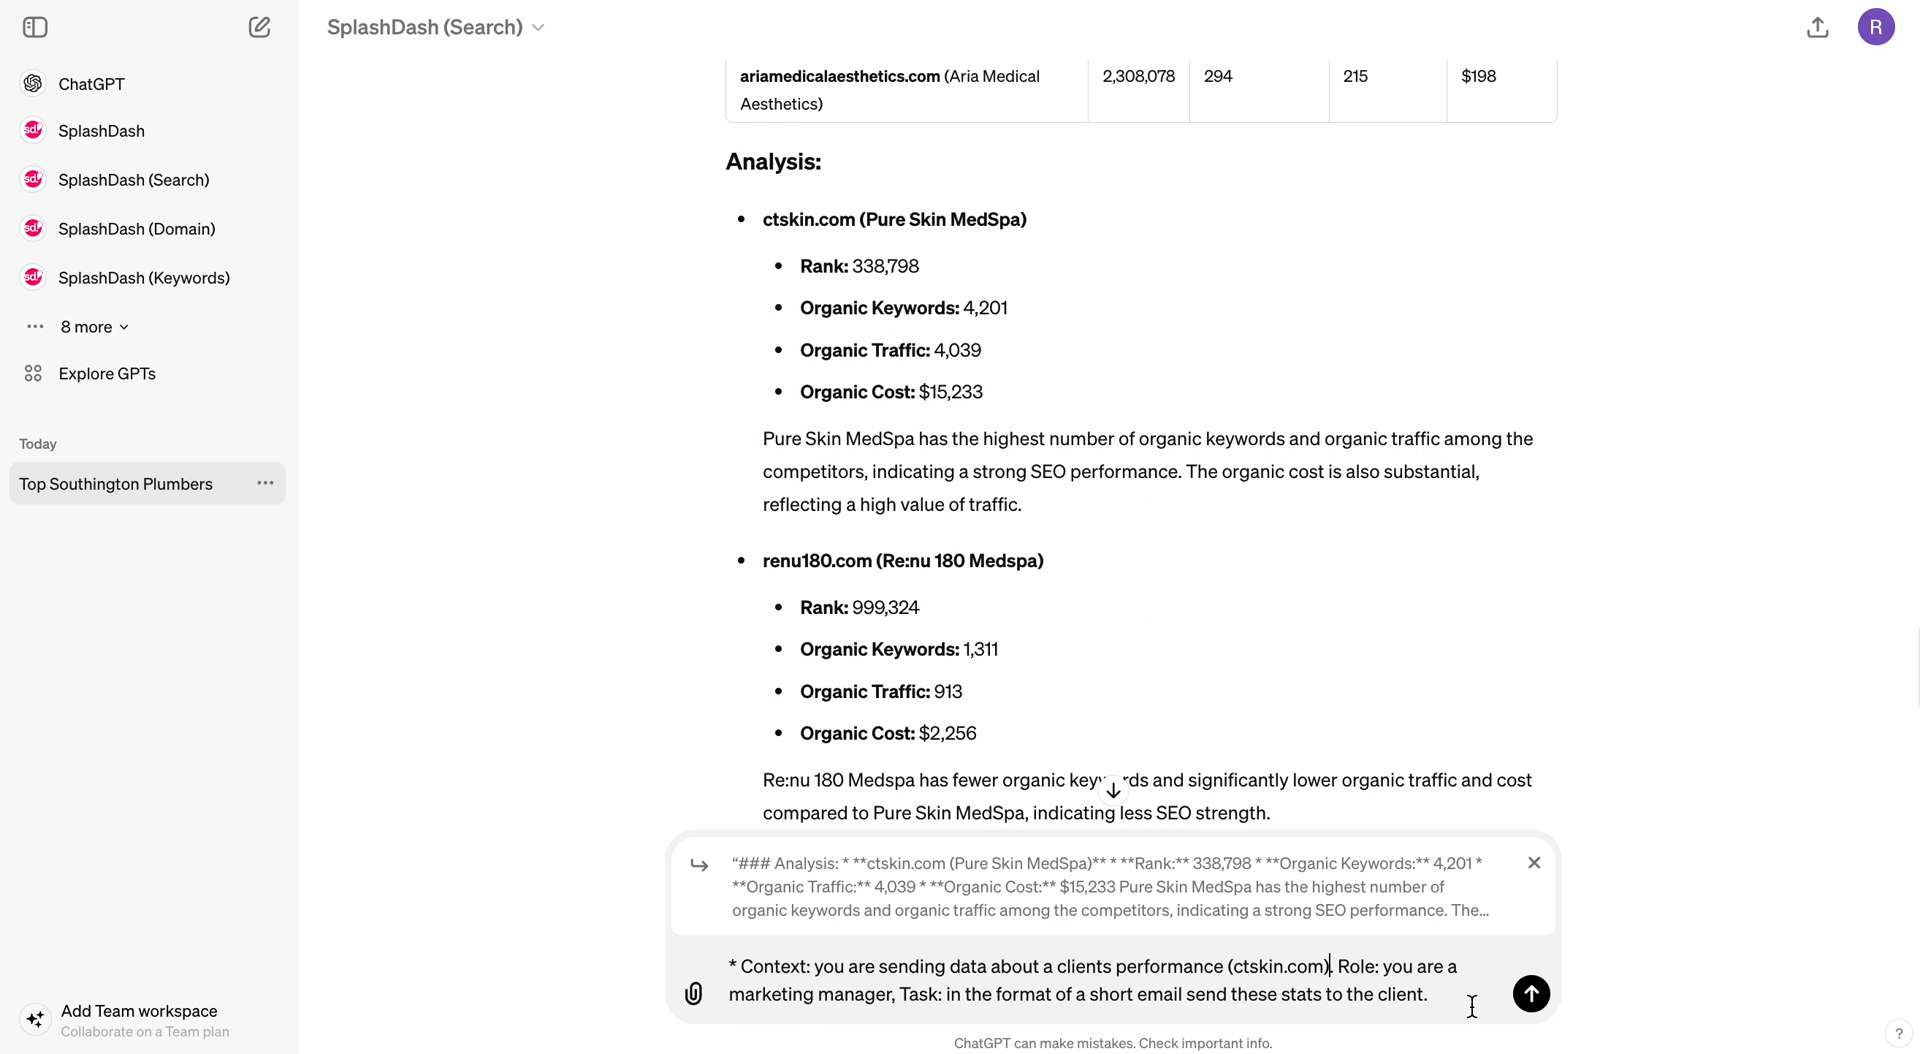 SplashDash (Search)
R
ChatGPT
sd! SplashDash
sd! SplashDash (Search)
sd! SplashDash (Domain)
sd! SplashDash (Keywords)
8 more
Explore GPTs
Today
Top Southington Plumbers
Add Team workspace
Collaborate on a Team plan
ariamedicalaesthetics.com (Aria Medical 2,308,078 294 215 $198
Aesthetics)
Analysis:
• ctskin.com (Pure Skin MedSpa)
• Rank: 338,798
• Organic Keywords: 4,201
• Organic Traffic: 4,039
• Organic Cost: $15,233
Pure Skin MedSpa has the highest number of organic keywords and organic traffic among the
competitors, indicating a strong SEO performance. The organic cost is also substantial,
reflecting a high value of traffic.
• renu180.com (Re:nu 180 Medspa)
• Rank: 999,324
• Organic Keywords: 1,311
• Organic Traffic: 913
• Organic Cost: $2,256
Re:nu 180 Medspa has fewer organic keywords and significantly lower organic traffic and cost
compared to Pure Skin MedSpa, indicating less SEO strength.
“### Analysis: * **ctskin.com (Pure Skin MedSpa)** * **Rank:** 338,798 * **Organic Keywords:** 4,201 *
**Organic Traffic:** 4,039 * **Organic Cost:** $15,233 Pure Skin MedSpa has the highest number of
organic keywords and organic traffic among the competitors, indicating a strong SEO performance. The...
* Context: you are sending data about a clients performance (ctskin.com). Role: you are a
marketing manager, Task: in the format of a short email send these stats to the client.
ChatGPT can make mistakes. Check important info.
?